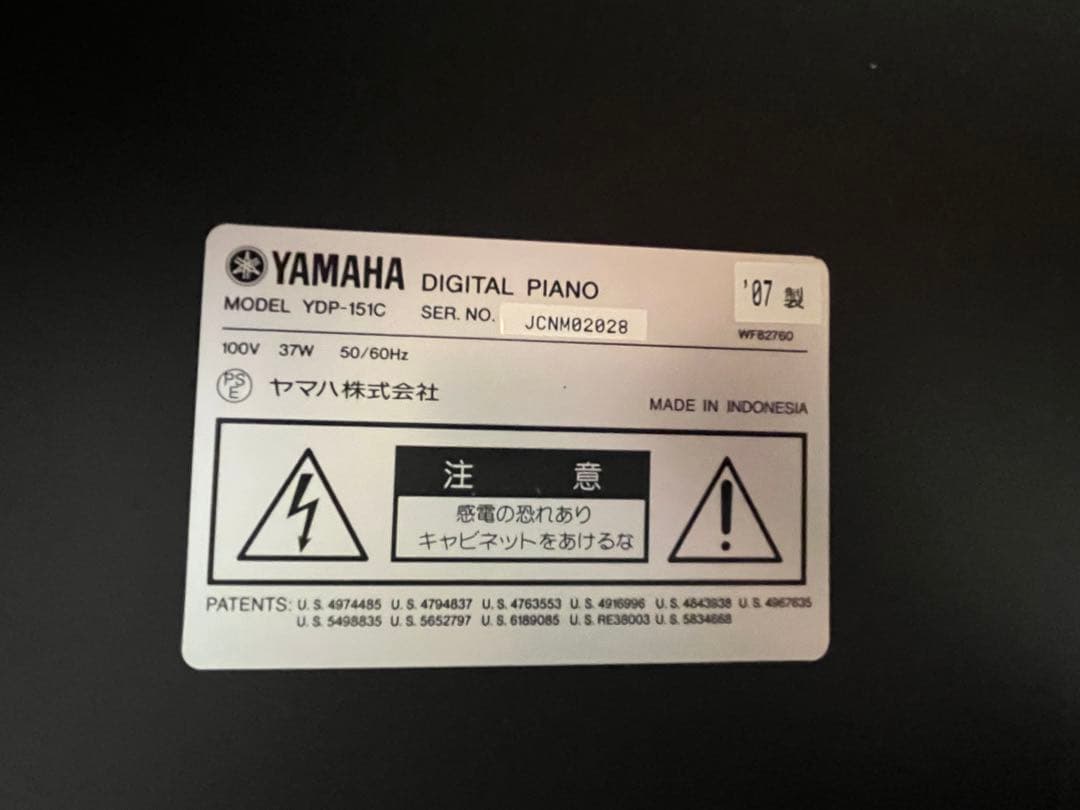 YAMAHA DIGITAL PIANO
'07 製
MODEL YDP-151C SER. NO. JCNM02028
WF82760
100V 37W 50/60Hz
PSE ヤマハ株式会社
MADE IN INDONESIA
注 意
感電の恐れあり
キャビネットをあけるな
PATENTS: U. S. 4974485 U. S. 4794837 U. S. 4763553 U. S. 4916996 U. S. 4843938 U. S. 4967635
U. S. 5498835 U. S. 5652797 U. S. 6189085 U. S. RE38003 U. S. 5834668